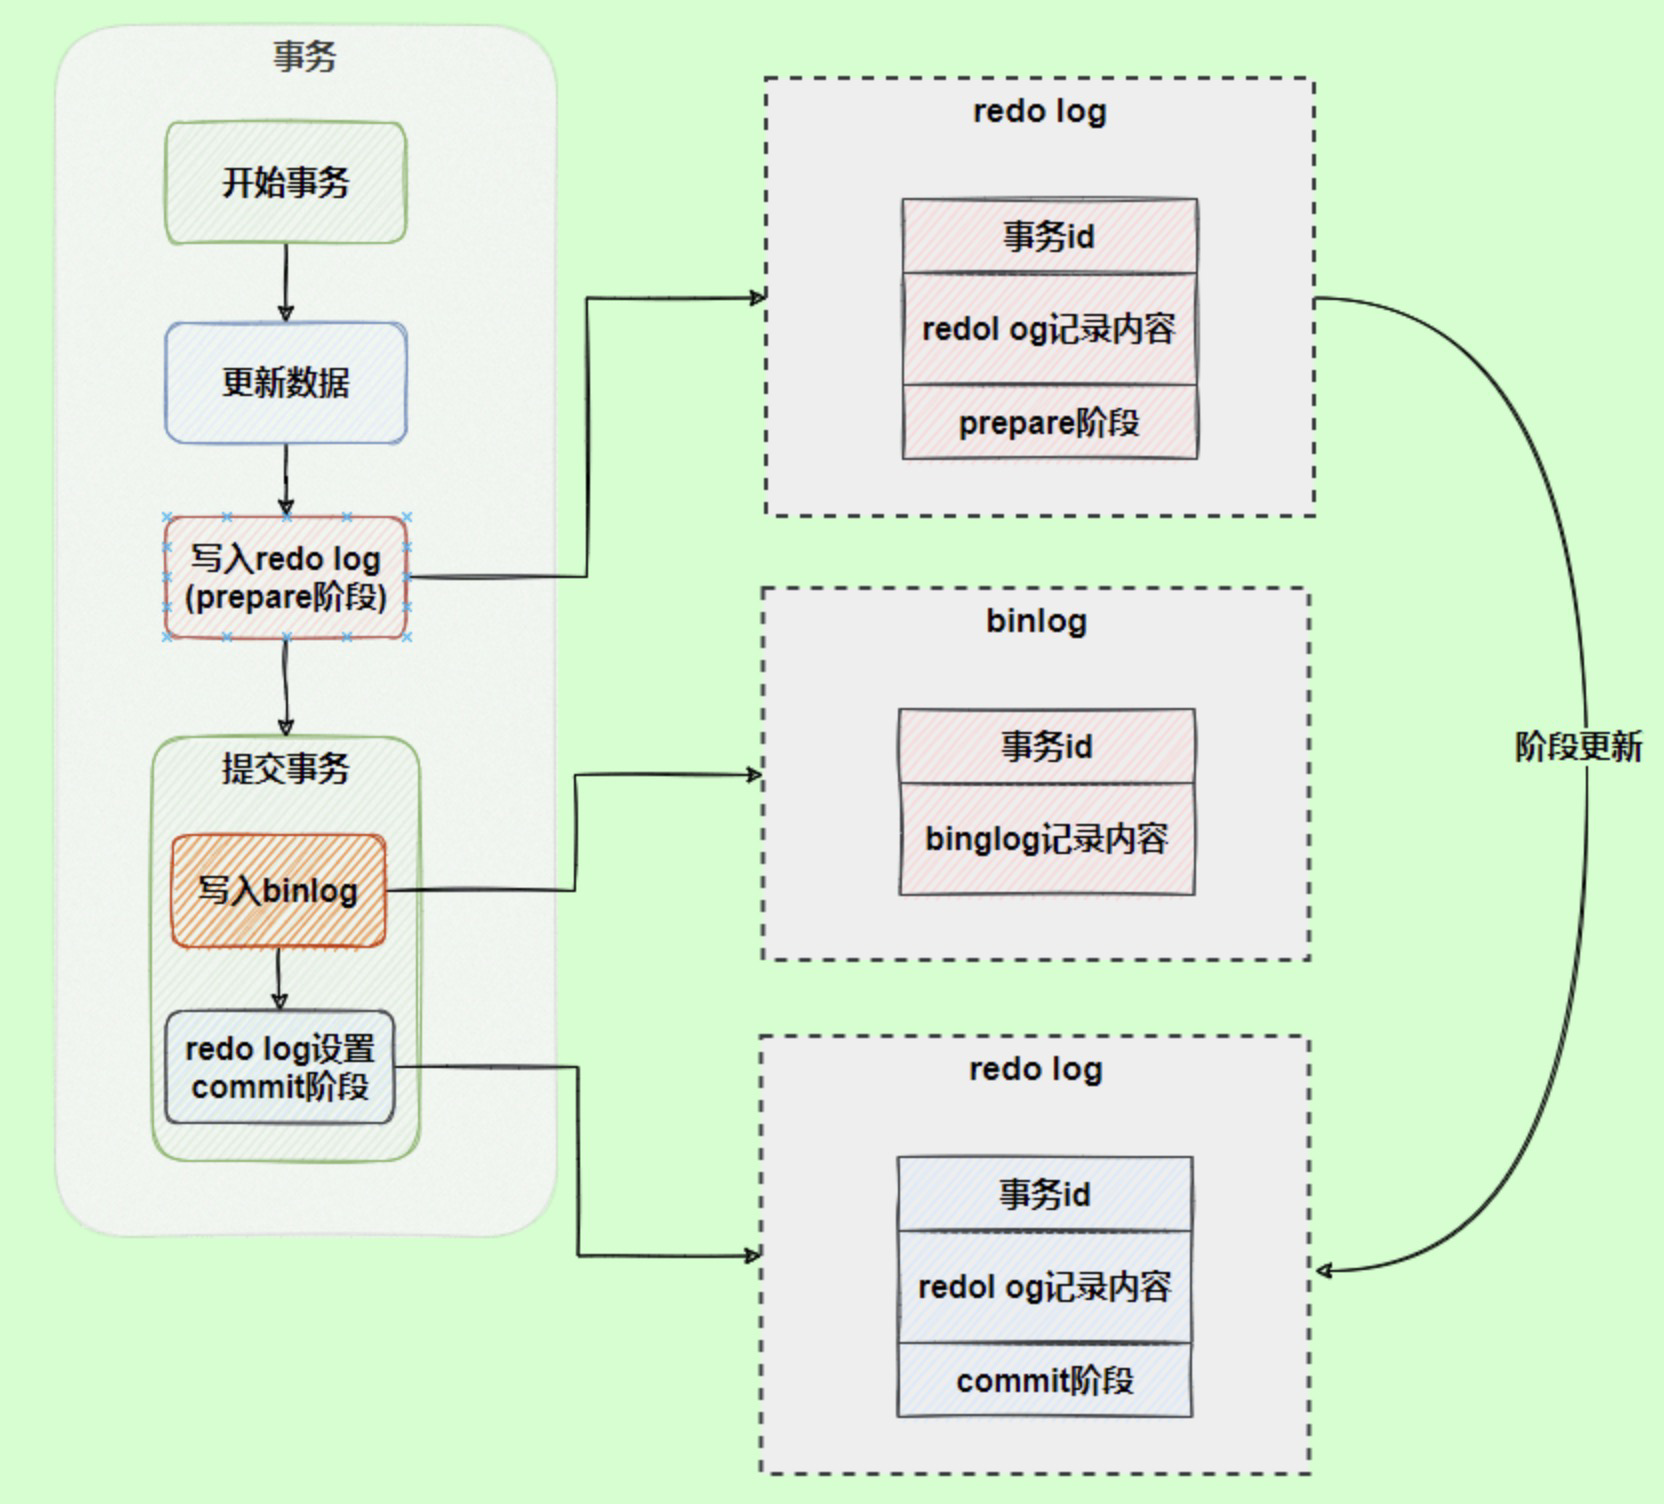 事务
开始事务
更新数据
写入redo log
(prepare阶段)
提交事务
写入binlog
redo log设置
commit阶段
redo log
事务id
redol og记录内容
prepare阶段
binlog
事务id
binglog记录内容
redo log
事务id
redol og记录内容
commit阶段
阶段更新